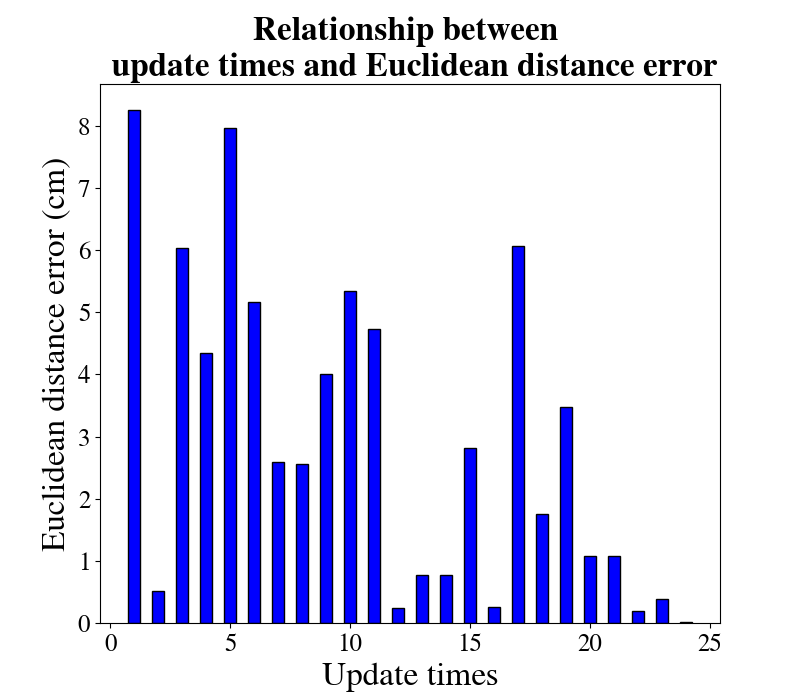 Relationship between
update times and Euclidean distance error
Euclidean distance error (cm)
8
7
6
5
4
3
2
1
0
0 5 10 15 20 25
Update times